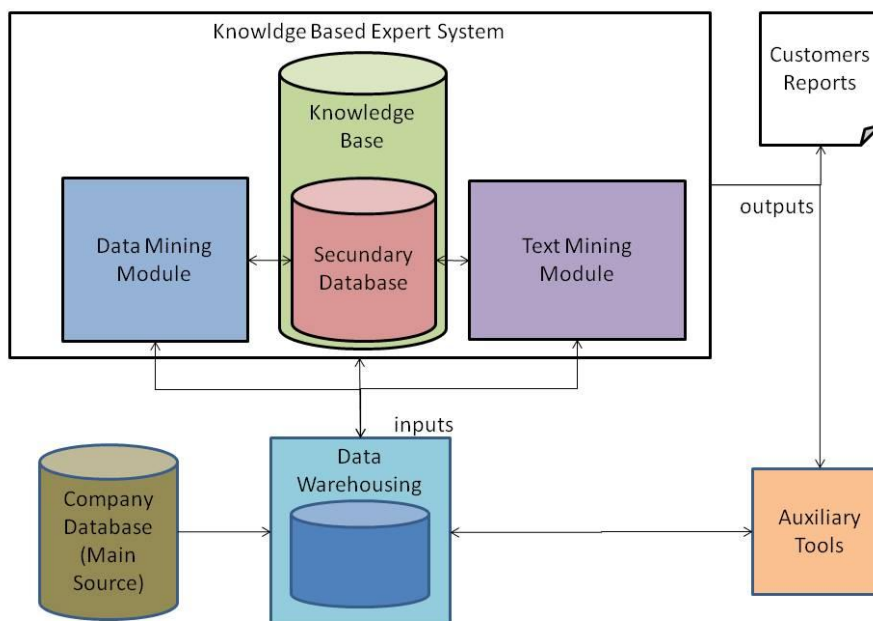 Knowldge Based Expert System
Knowledge
Base
Data Mining
Module
Secundary
Database
Text Mining
Module
Customers
Reports
outputs
inputs
Company
Database
(Main
Source)
Data
Warehousing
Auxiliary
Tools